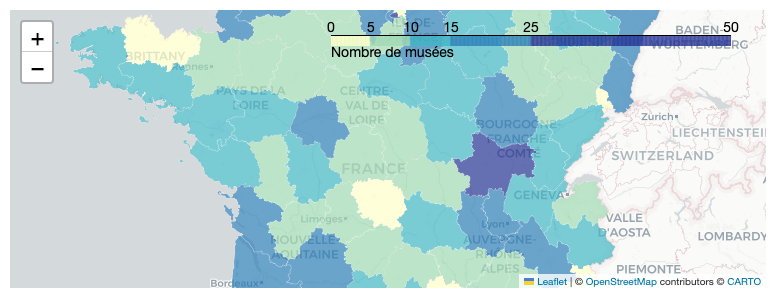 +
−
0 5 10 15 25 50
Nombre de musées
ÎLE-DE-
BADEN-
WÜRTTEMBERG
BRITTANY
Rennes
PAYS DE LA
LOIRE
CENTRE-
VAL DE
LOIRE
BOURGOGNE-
FRANCHE-
COMTÉ
Zürich
LIECHTENSTEIN
SWITZERLAND
FRANCE
GENEVA
Limoges
Lyon
VALLE
D'AOSTA
NOUVELLE-
AQUITAINE
AUVERGNE-
RHÔNE-
ALPES
LOMBARDY
PIEMONTE
Bordeaux
Leaflet | © OpenStreetMap contributors © CARTO